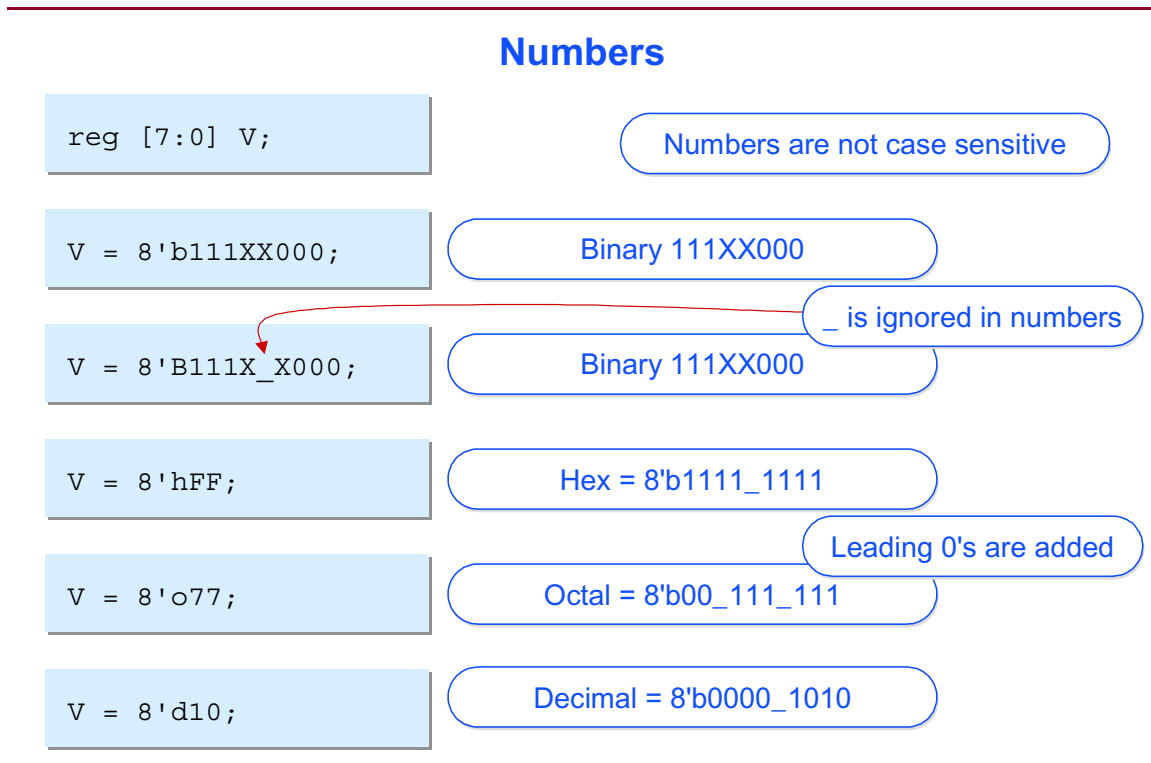 Numbers
reg [7:0] V;
Numbers are not case sensitive
V = 8'b111XX000;
Binary 111XX000
_ is ignored in numbers
V = 8'B111X_X000;
Binary 111XX000
V = 8'hFF;
Hex = 8'b1111_1111
Leading 0's are added
V = 8'o77;
Octal = 8'b00_111_111
V = 8'd10;
Decimal = 8'b0000_1010